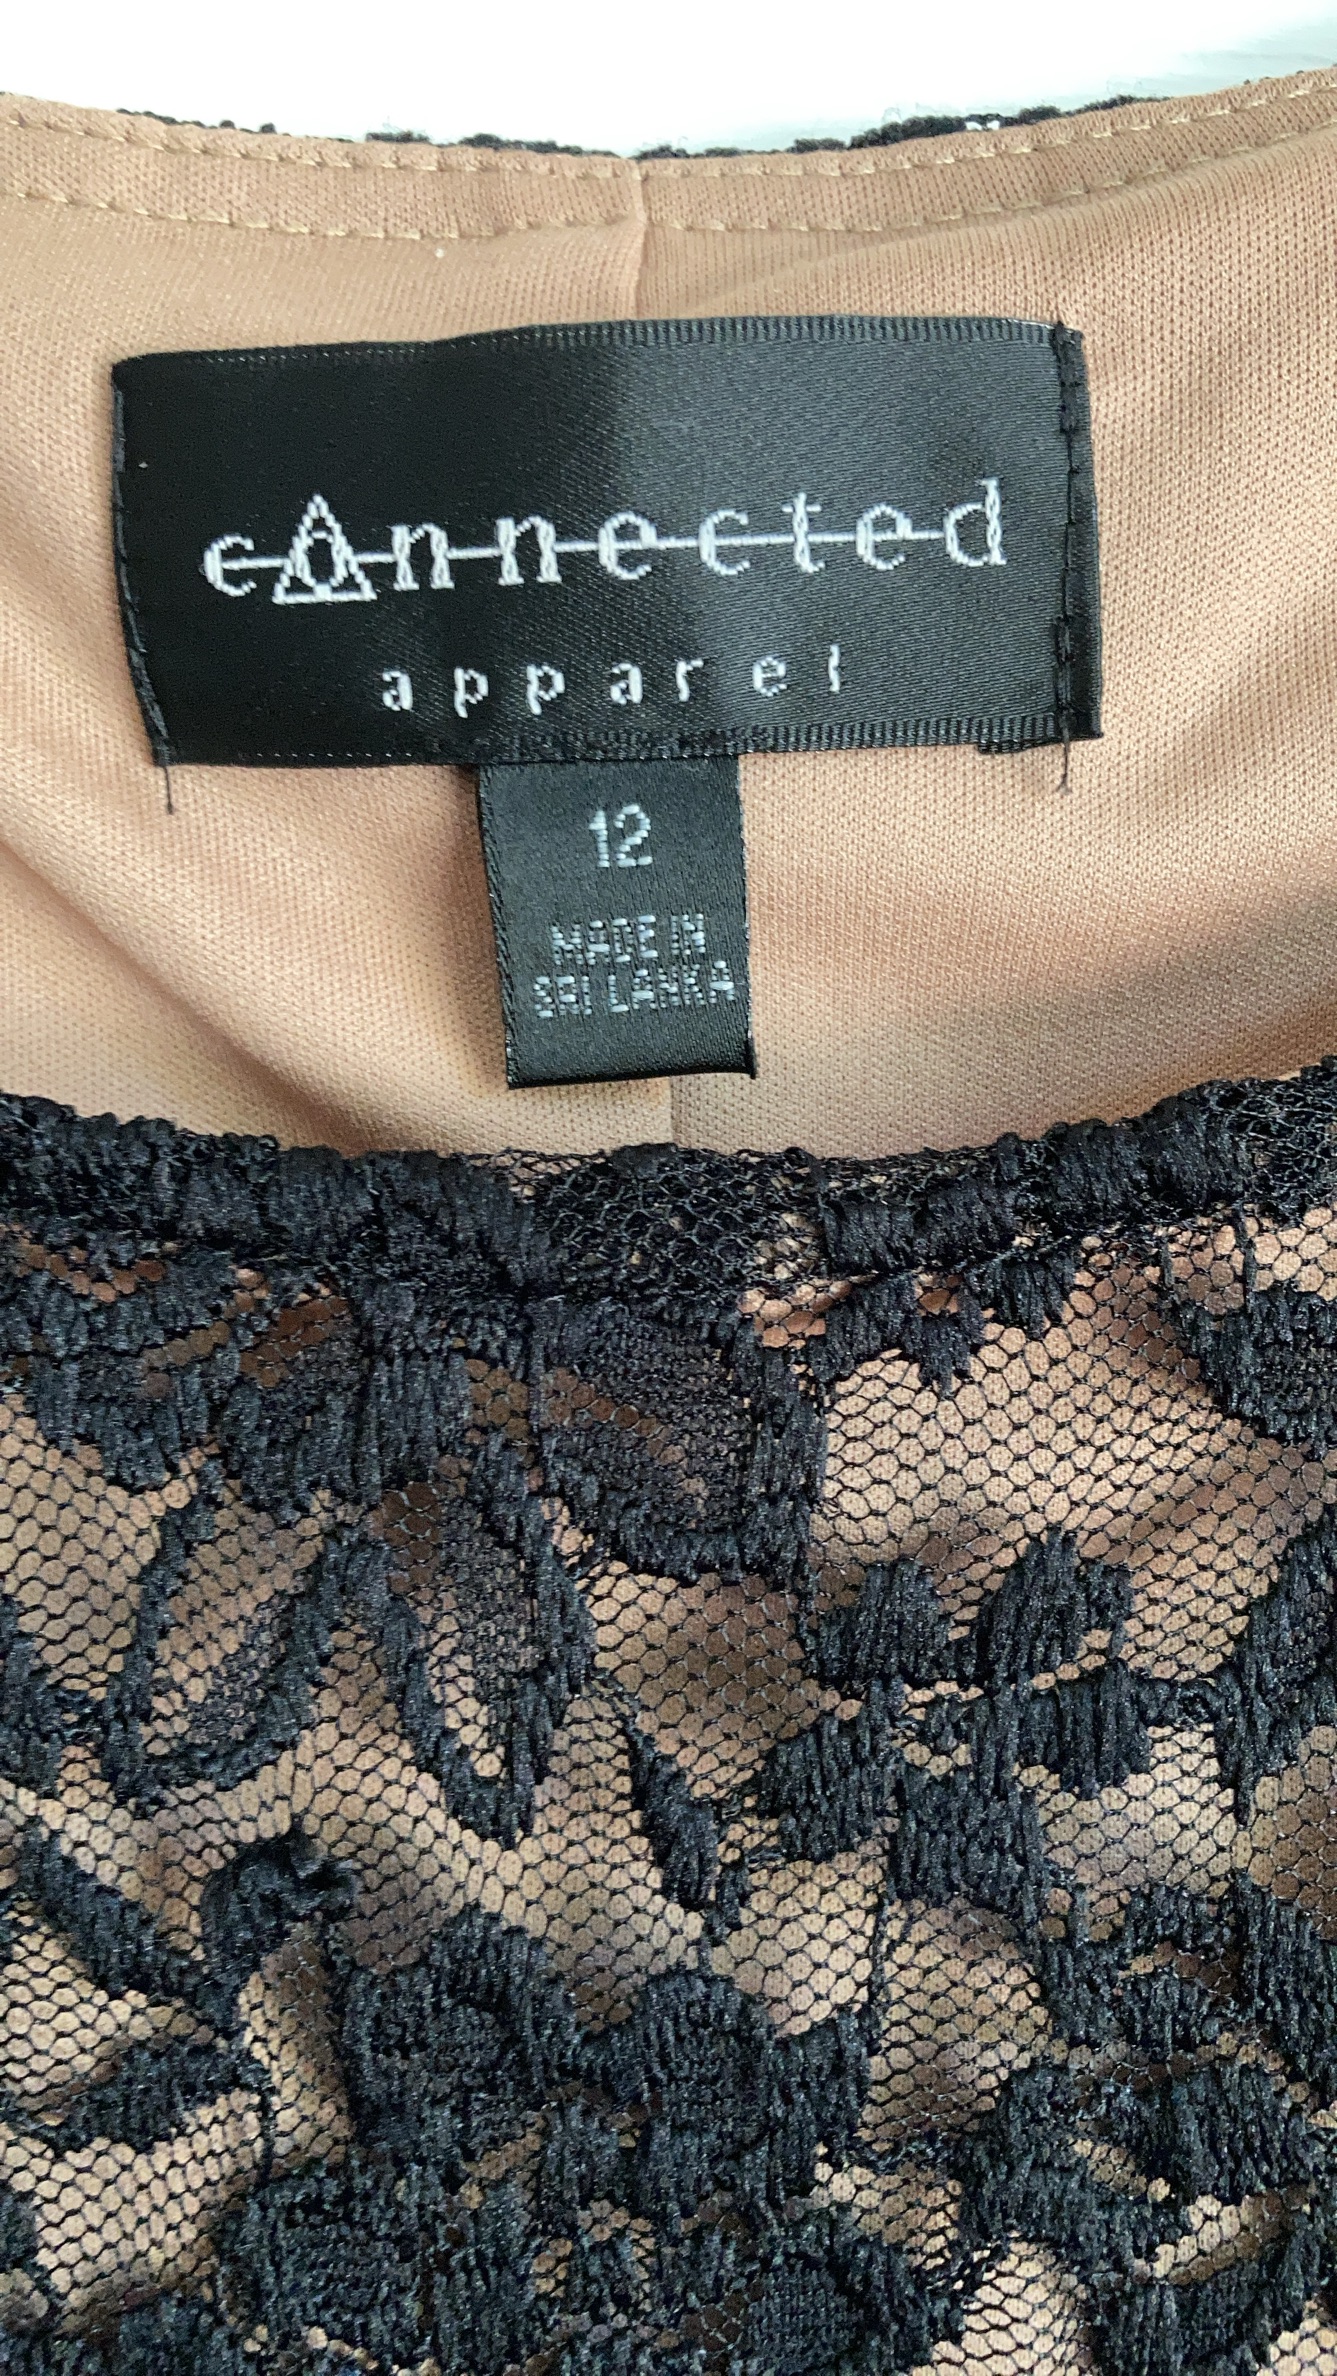 connected
apparel
12
MADE IN
SRI LANKA